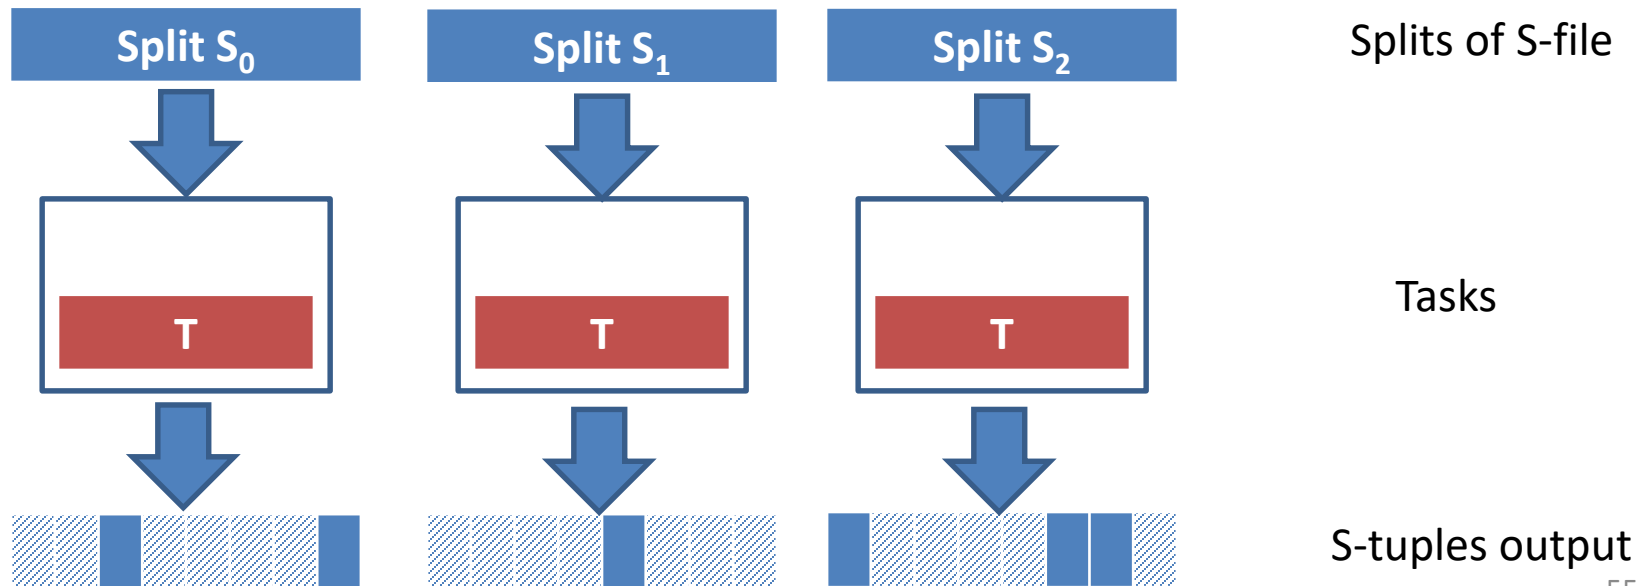 Split S₀
Split S₁
Split S₂
Splits of S-file
T
T
T
Tasks
S-tuples output